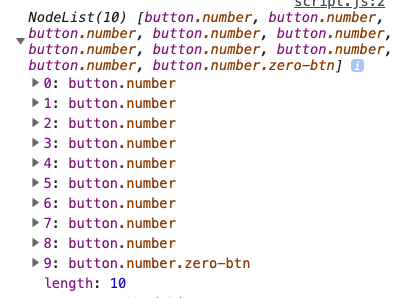 script.js:2
NodeList(10) [button.number, button.number,
button.number, button.number, button.number,
button.number, button.number, button.number,
button.number, button.number.zero-btn] i
0: button.number
1: button.number
2: button.number
3: button.number
4: button.number
5: button.number
6: button.number
7: button.number
8: button.number
9: button.number.zero-btn
length: 10